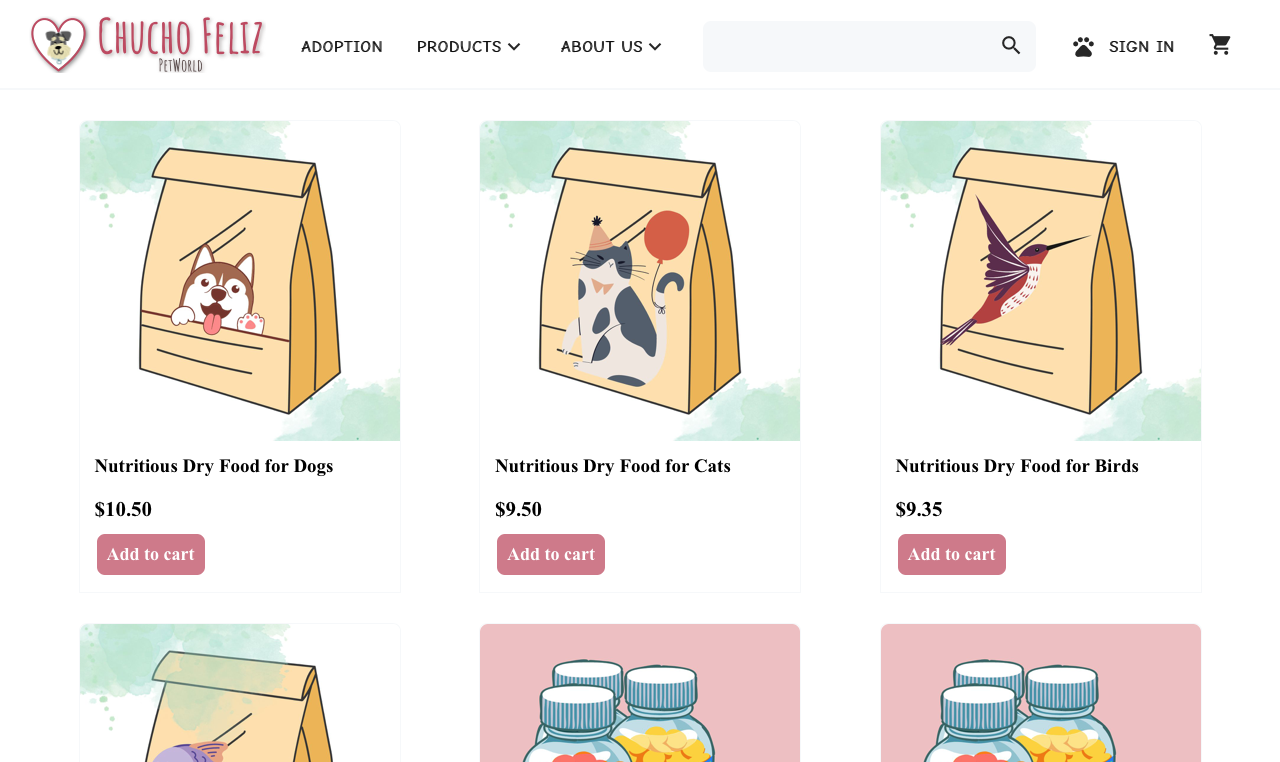 CHUCHO FELIZ
PETWORLD
ADOPTION
PRODUCTS
ABOUT US
SIGN IN
Nutritious Dry Food for Dogs
$10.50
Add to cart
Nutritious Dry Food for Cats
$9.50
Add to cart
Nutritious Dry Food for Birds
$9.35
Add to cart